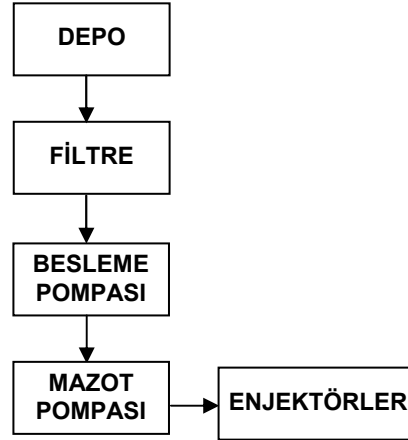 DEPO
FİLTRE
BESLEME
POMPASI
MAZOT
POMPASI
ENJEKTÖRLER